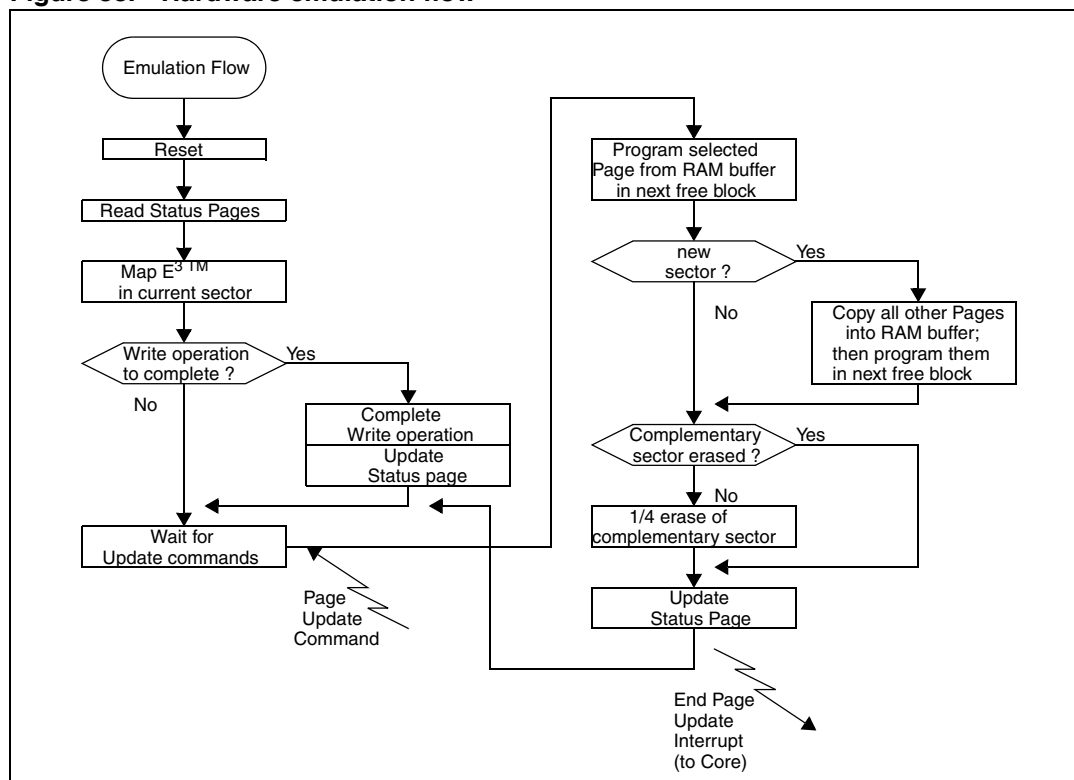 Figure Hardware emulation flow
Emulation Flow
Reset
Read Status Pages
Map E3 TM
in current sector
Write operation
to complete ?
Yes
No
Complete
Write operation
Update
Status page
Wait for
Update commands
Page
Update
Command
Program selected
Page from RAM buffer
in next free block
new
sector ?
Yes
No
Copy all other Pages
into RAM buffer;
then program them
in next free block
Complementary
sector erased ?
Yes
No
1/4 erase of
complementary sector
Update
Status Page
End Page
Update
Interrupt
(to Core)